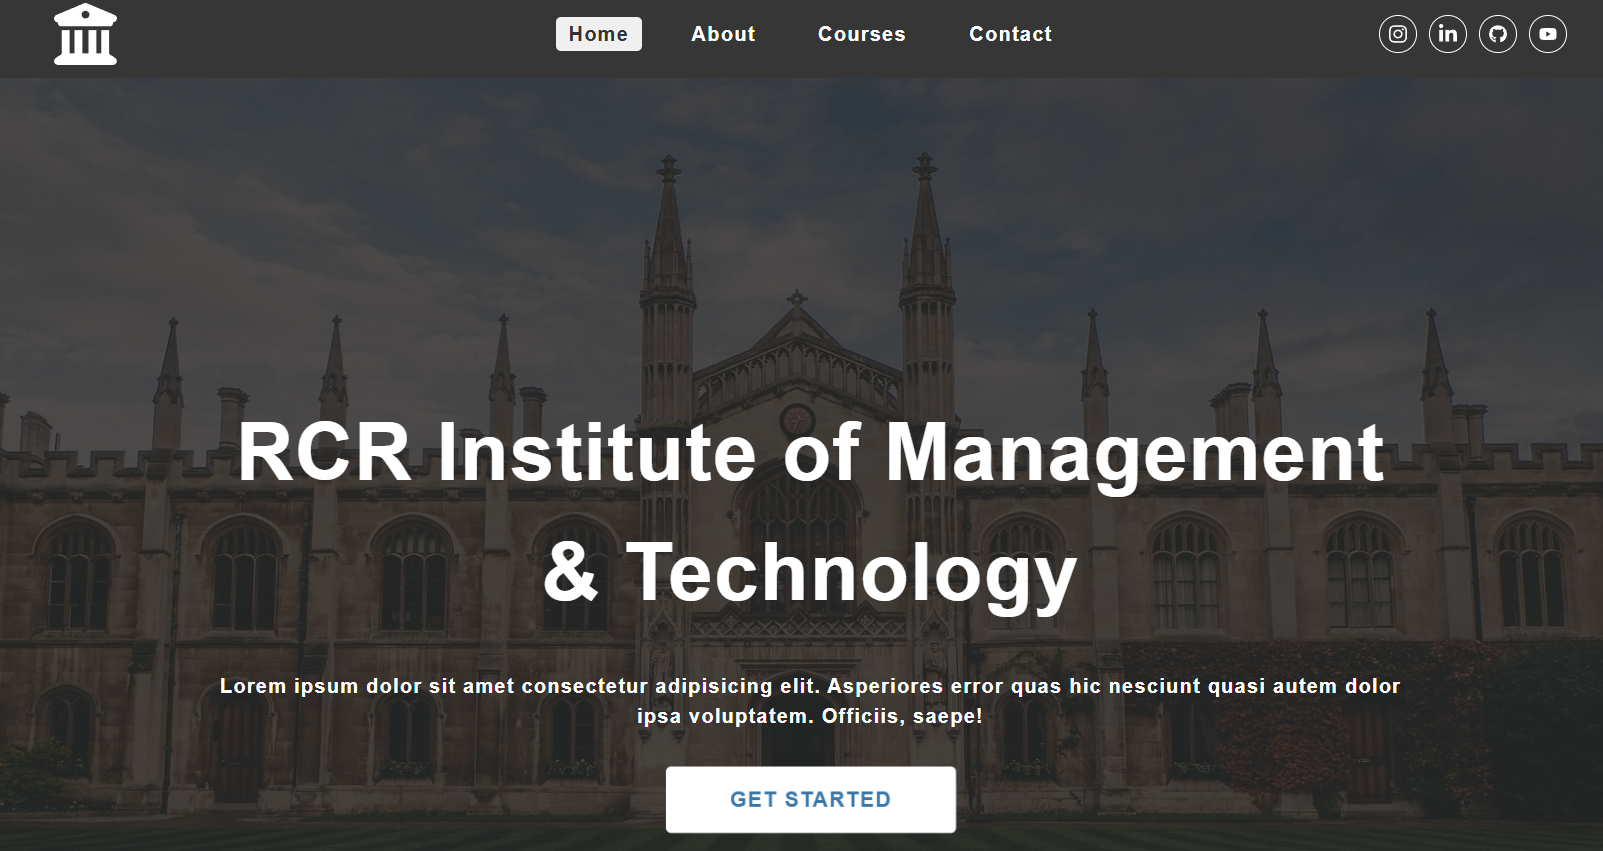 Home About Courses Contact
RCR Institute of Management
& Technology
Lorem ipsum dolor sit amet consectetur adipisicing elit. Asperiores error quas hic nesciunt quasi autem dolor
ipsa voluptatem. Officiis, saepe!
GET STARTED